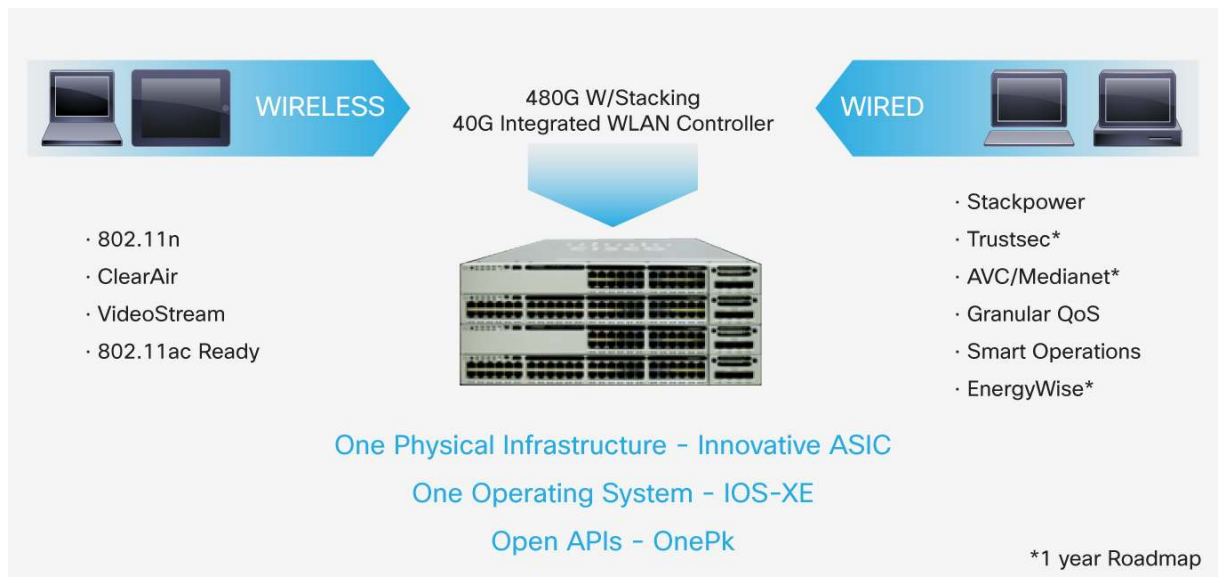 WIRELESS
480G W/Stacking
40G Integrated WLAN Controller
WIRED
· 802.11n
· ClearAir
· VideoStream
· 802.11ac Ready
· Stackpower
· Trustsec*
· AVC/Medianet*
· Granular QoS
· Smart Operations
· EnergyWise*
One Physical Infrastructure - Innovative ASIC
One Operating System - IOS-XE
Open APIs - OnePk
*1 year Roadmap